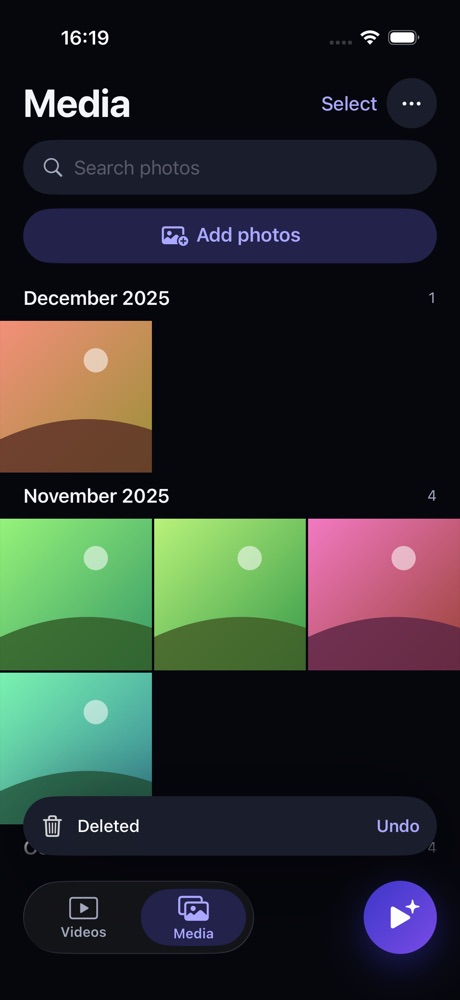 16:19
Media
Select
Search photos
Add photos
December 2025
1
November 2025
4
Deleted
Undo
4
Videos
Media